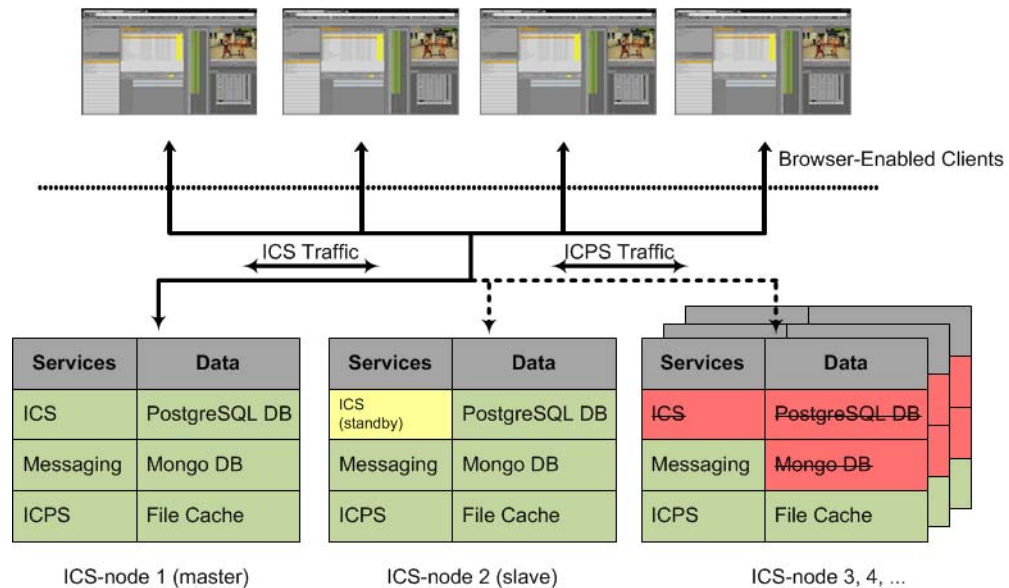 Browser-Enabled Clients
ICS Traffic
ICPS Traffic
Services Data
ICS PostgreSQL DB
Messaging Mongo DB
ICPS File Cache
ICS-node 1 (master)
Services Data
ICS
(standby)
PostgreSQL DB
Messaging Mongo DB
ICPS File Cache
ICS-node 2 (slave)
Services Data
ICS PostgreSQL DB
Messaging Mongo DB
ICPS File Cache
ICS-node 3, 4, ...